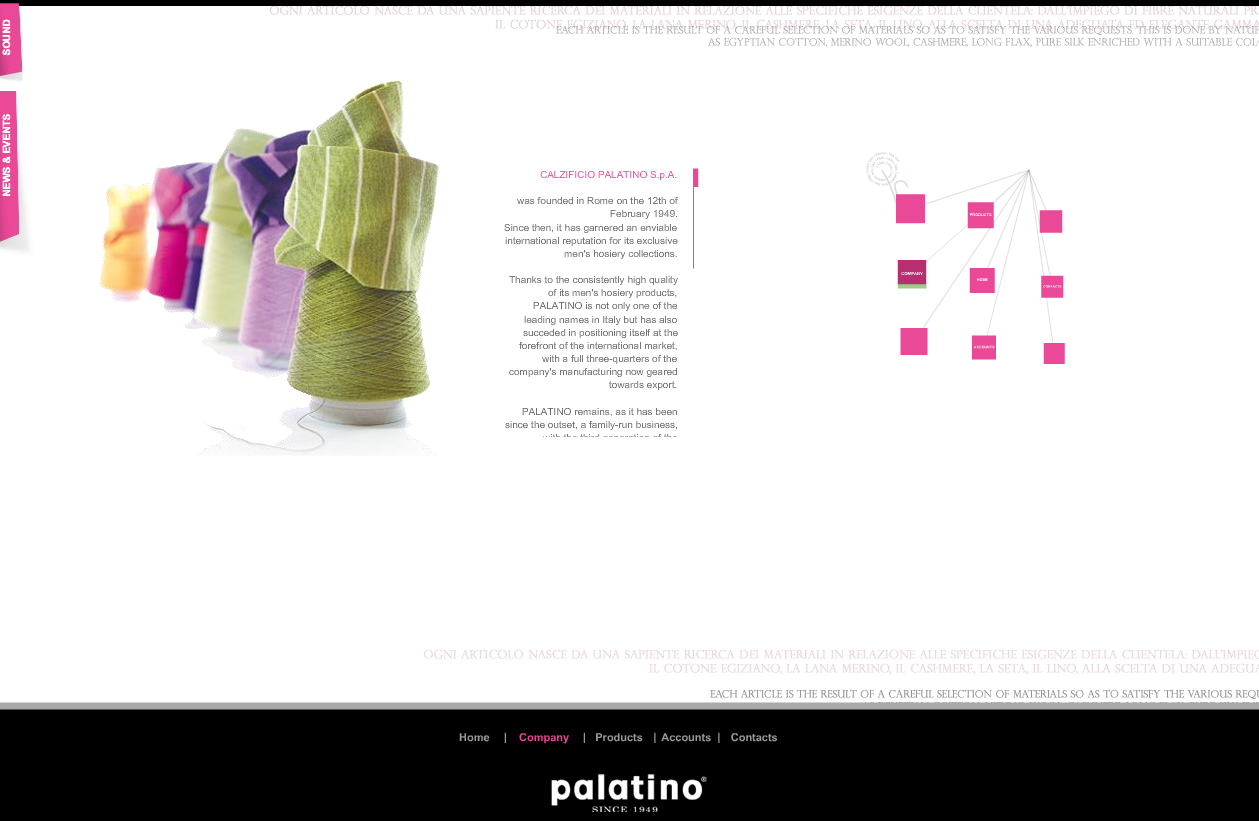 OGNI ARTICOLO NASCE DA UNA SAPIENTE RICERCA DEI MATERIALI IN RELAZIONE ALLE SPECIFICHE ESIGENZE DELLA CLIENTELA: DALL'IMPIEGO DI FIBRE NATURALI
IL COTONE EGIZIANO, LA LANA MERINO, IL CASHMERE, LA SETA, IL LINO, ALLA SCELTA DI UNA ADEGUATA ED ELEGANTE
EACH ARTICLE IS THE RESULT OF A CAREFUL SELECTION OF MATERIALS SO AS TO SATISFY THE VARIOUS REQUESTS. THIS IS DONE BY
AS EGYPTIAN COTTON, MERINO WOOL, CASHMERE, LONG FLAX, PURE SILK ENRICHED WITH A SUITABLE
SOUND
NEWS & EVENTS
CALZIFICIO PALATINO S.p.A.
was founded in Rome on the 12th of
February 1949.
Since then, it has garnered an enviable
international reputation for its exclusive
men's hosiery collections.
Thanks to the consistently high quality
of its men's hosiery products,
PALATINO is not only one of the
leading names in Italy but has also
succeded in positioning itself at the
forefront of the international market,
with a full three-quarters of the
company's manufacturing now geared
towards export.
PALATINO remains, as it has been
since the outset, a family-run business,
with the third generation of the
PRODUCTS
COMPANY
HOME
CONTACTS
ACCOUNTS
OGNI ARTICOLO NASCE DA UNA SAPIENTE RICERCA DEI MATERIALI IN RELAZIONE ALLE SPECIFICHE ESIGENZE DELLA CLIENTELA:
IL COTONE EGIZIANO, LA LANA MERINO, IL CASHMERE, LA SETA, IL LINO, ALLA SCELTA DI UNA
EACH ARTICLE IS THE RESULT OF A CAREFUL SELECTION OF MATERIALS SO AS TO SATISFY THE VARIOUS
Home | Company | Products | Accounts | Contacts
palatino®
SINCE 1949